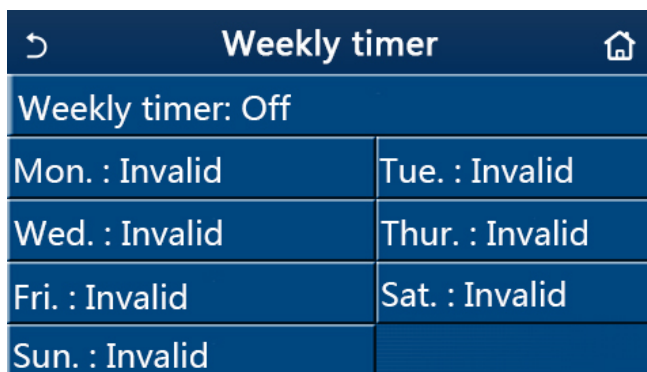 Weekly timer
Weekly timer: Off
Mon. : Invalid
Tue. : Invalid
Wed. : Invalid
Thur. : Invalid
Fri. : Invalid
Sat. : Invalid
Sun. : Invalid